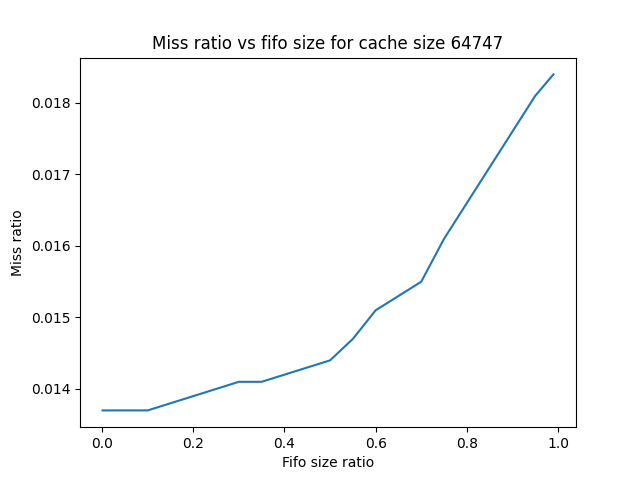 Miss ratio vs fifo size for cache size 64747
0.018
0.017
0.016
0.015
0.014
Miss ratio
0.0 0.2 0.4 0.6 0.8 1.0
Fifo size ratio